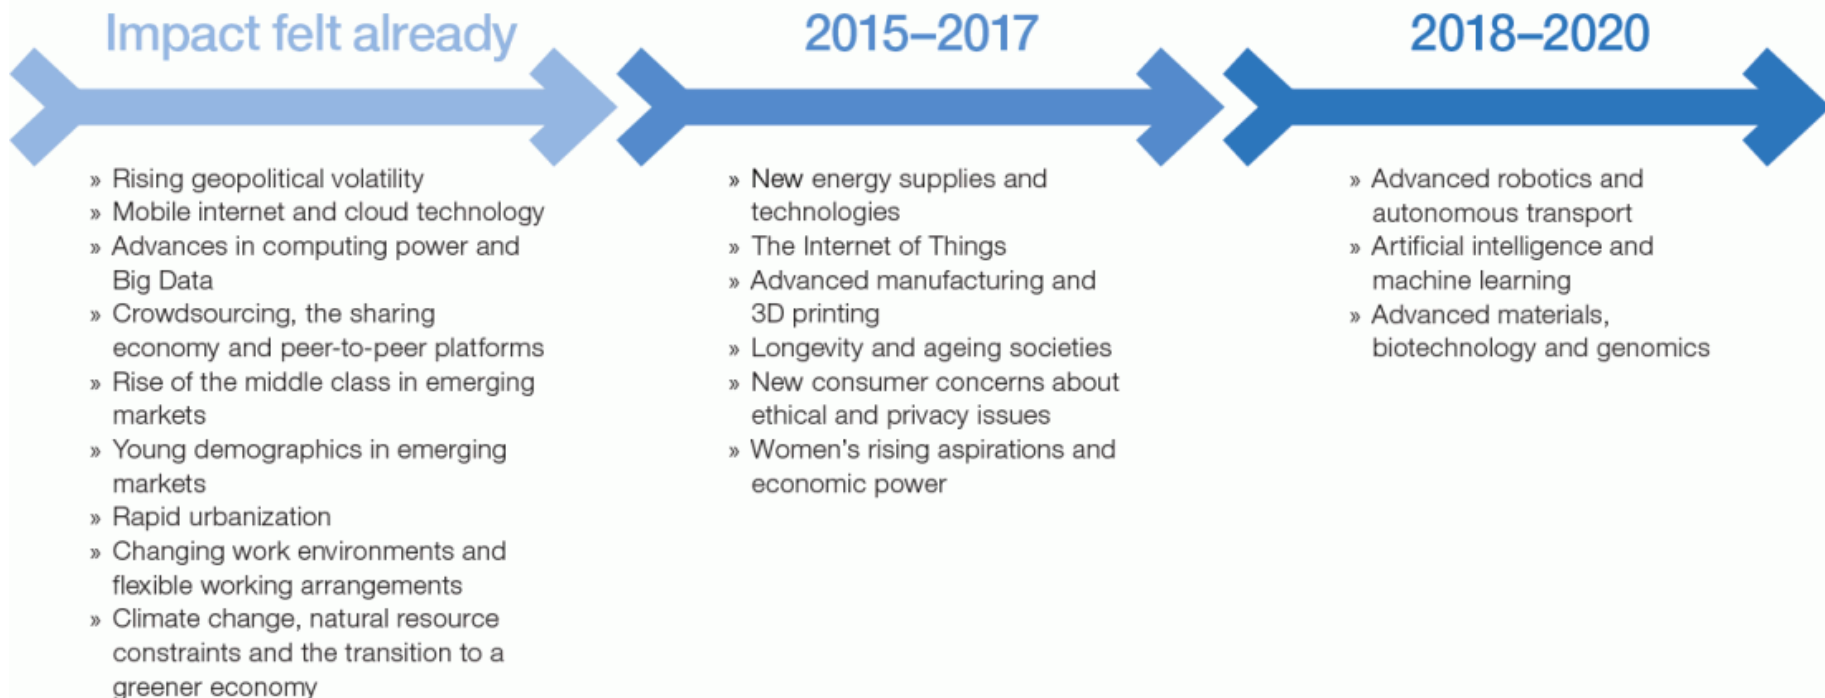 Impact felt already
» Rising geopolitical volatility
» Mobile internet and cloud technology
» Advances in computing power and
Big Data
» Crowdsourcing, the sharing
economy and peer-to-peer platforms
» Rise of the middle class in emerging
markets
» Young demographics in emerging
markets
» Rapid urbanization
» Changing work environments and
flexible working arrangements
» Climate change, natural resource
constraints and the transition to a
greener economy
2015–2017
» New energy supplies and
technologies
» The Internet of Things
» Advanced manufacturing and
3D printing
» Longevity and ageing societies
» New consumer concerns about
ethical and privacy issues
» Women's rising aspirations and
economic power
2018–2020
» Advanced robotics and
autonomous transport
» Artificial intelligence and
machine learning
» Advanced materials,
biotechnology and genomics